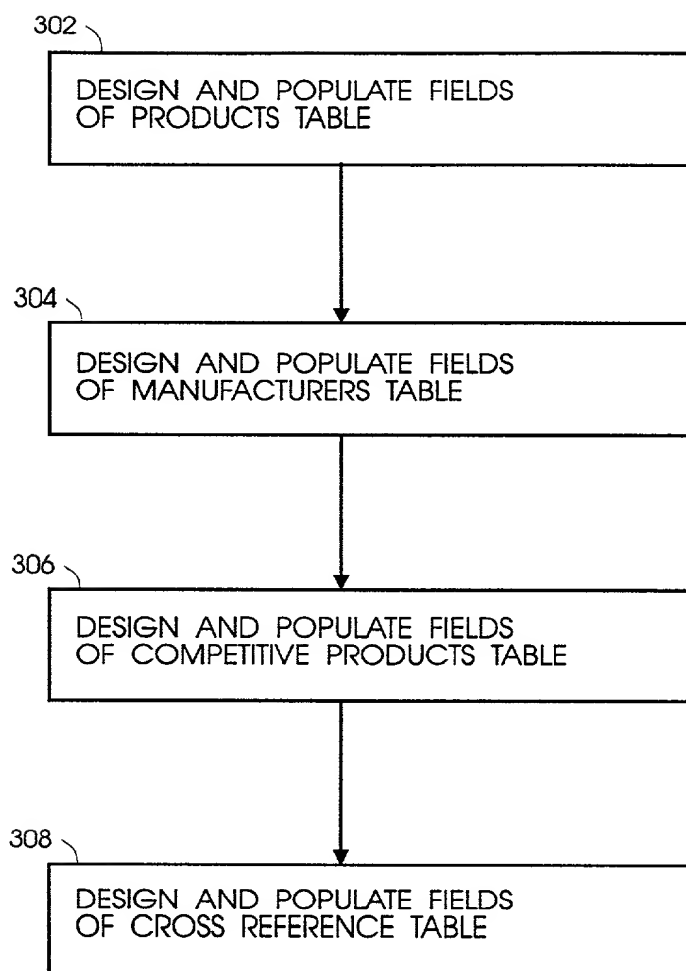 302
DESIGN AND POPULATE FIELDS
OF PRODUCTS TABLE
304
DESIGN AND POPULATE FIELDS
OF MANUFACTURERS TABLE
306
DESIGN AND POPULATE FIELDS
OF COMPETITIVE PRODUCTS TABLE
308
DESIGN AND POPULATE FIELDS
OF CROSS REFERENCE TABLE